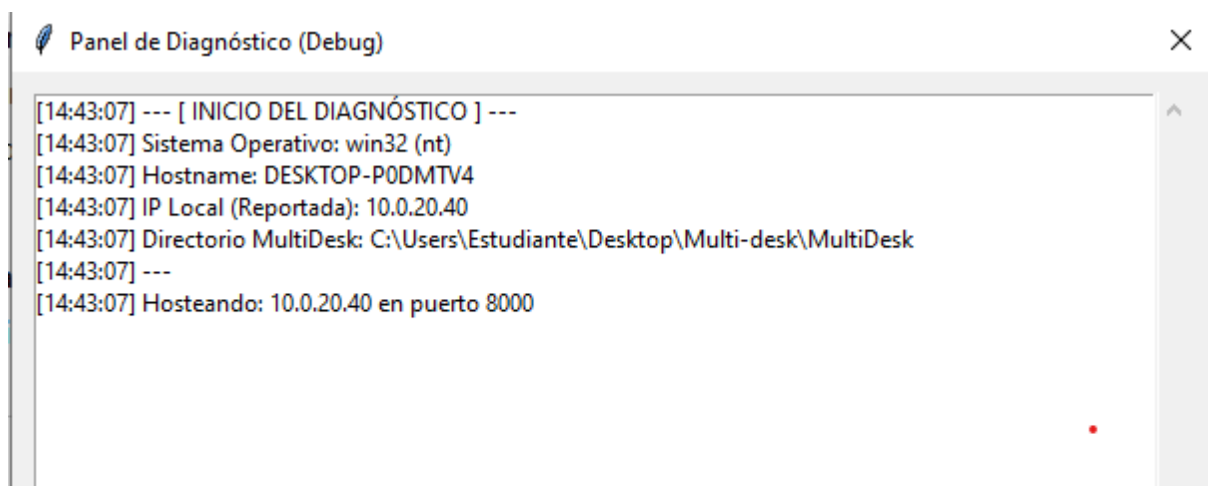 Panel de Diagnóstico (Debug)
[14:43:07] --- [ INICIO DEL DIAGNÓSTICO ] ---
[14:43:07] Sistema Operativo: win32 (nt)
[14:43:07] Hostname: DESKTOP-P0DMTV4
[14:43:07] IP Local (Reportada): 10.0.20.40
[14:43:07] Directorio MultiDesk: C:\Users\Estudiante\Desktop\Multi-desk\MultiDesk
[14:43:07] ---
[14:43:07] Hosteando: 10.0.20.40 en puerto 8000